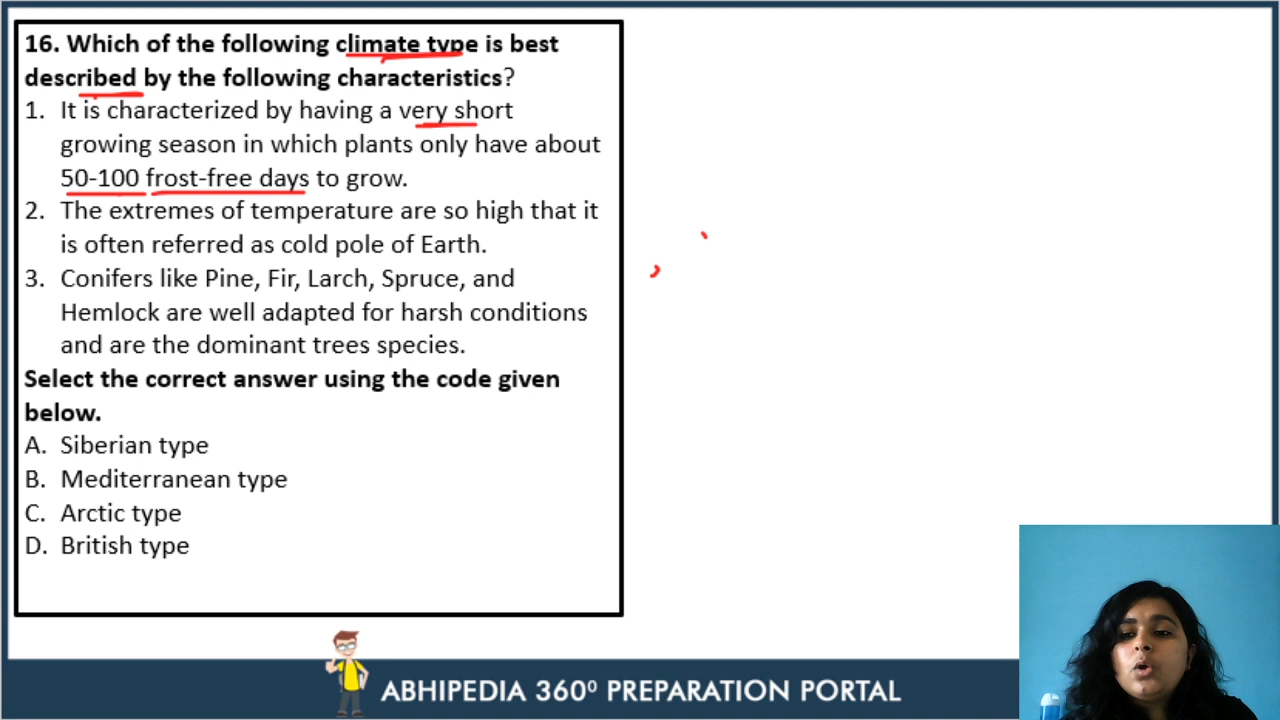 16. Which of the following climate type is best
described by the following characteristics?
1. It is characterized by having a very short
growing season in which plants only have about
50-100 frost-free days to grow.
2. The extremes of temperature are so high that it
is often referred as cold pole of Earth.
3. Conifers like Pine, Fir, Larch, Spruce, and
Hemlock are well adapted for harsh conditions
and are the dominant trees species.
Select the correct answer using the code given
below.
A. Siberian type
B. Mediterranean type
C. Arctic type
D. British type
ABHIPEDIA 360⁰ PREPARATION PORTAL